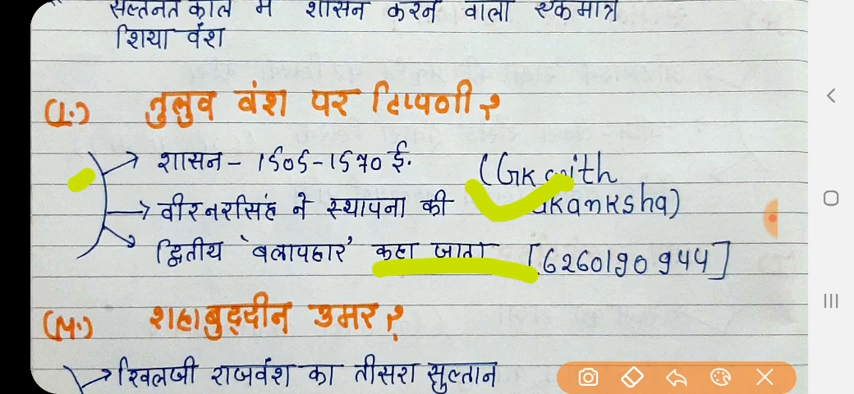 सल्तनत काल में शासन करने वाला एकमात्र
शिया वंश
(L.) तुलुव वंश पर टिप्पणी?
→ शासन - 1505-1570 ई. (GK with
→ वीरनरसिंह ने स्थापना की Akanksha)
→ द्वितीय 'बलापहार' कहा जाता [6260190944]
(M.) शहाबुद्दीन उमर?
→ खिलजी राजवंश का तीसरा सुल्तान